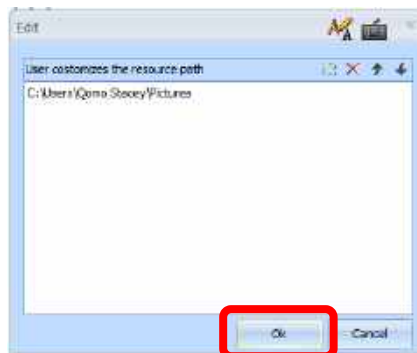 Edit
User customizes the resource path
C:\Users\Qomo Stacey\Pictures
Ok
Cancel